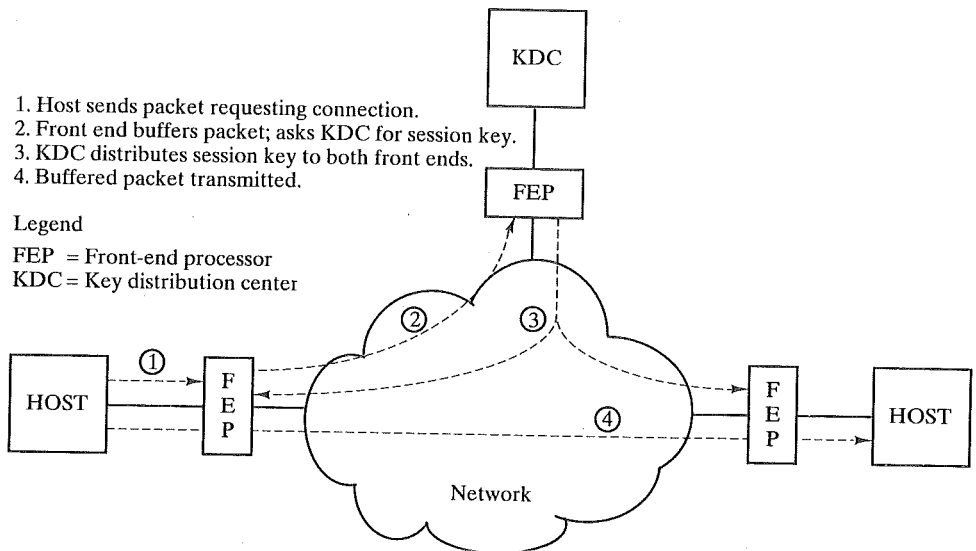 KDC
1. Host sends packet requesting connection.
2. Front end buffers packet; asks KDC for session key.
3. KDC distributes session key to both front ends.
4. Buffered packet transmitted.
FEP
Legend
FEP = Front-end processor
KDC = Key distribution center
2
3
1
HOST
FEP
4
FEP
HOST
Network